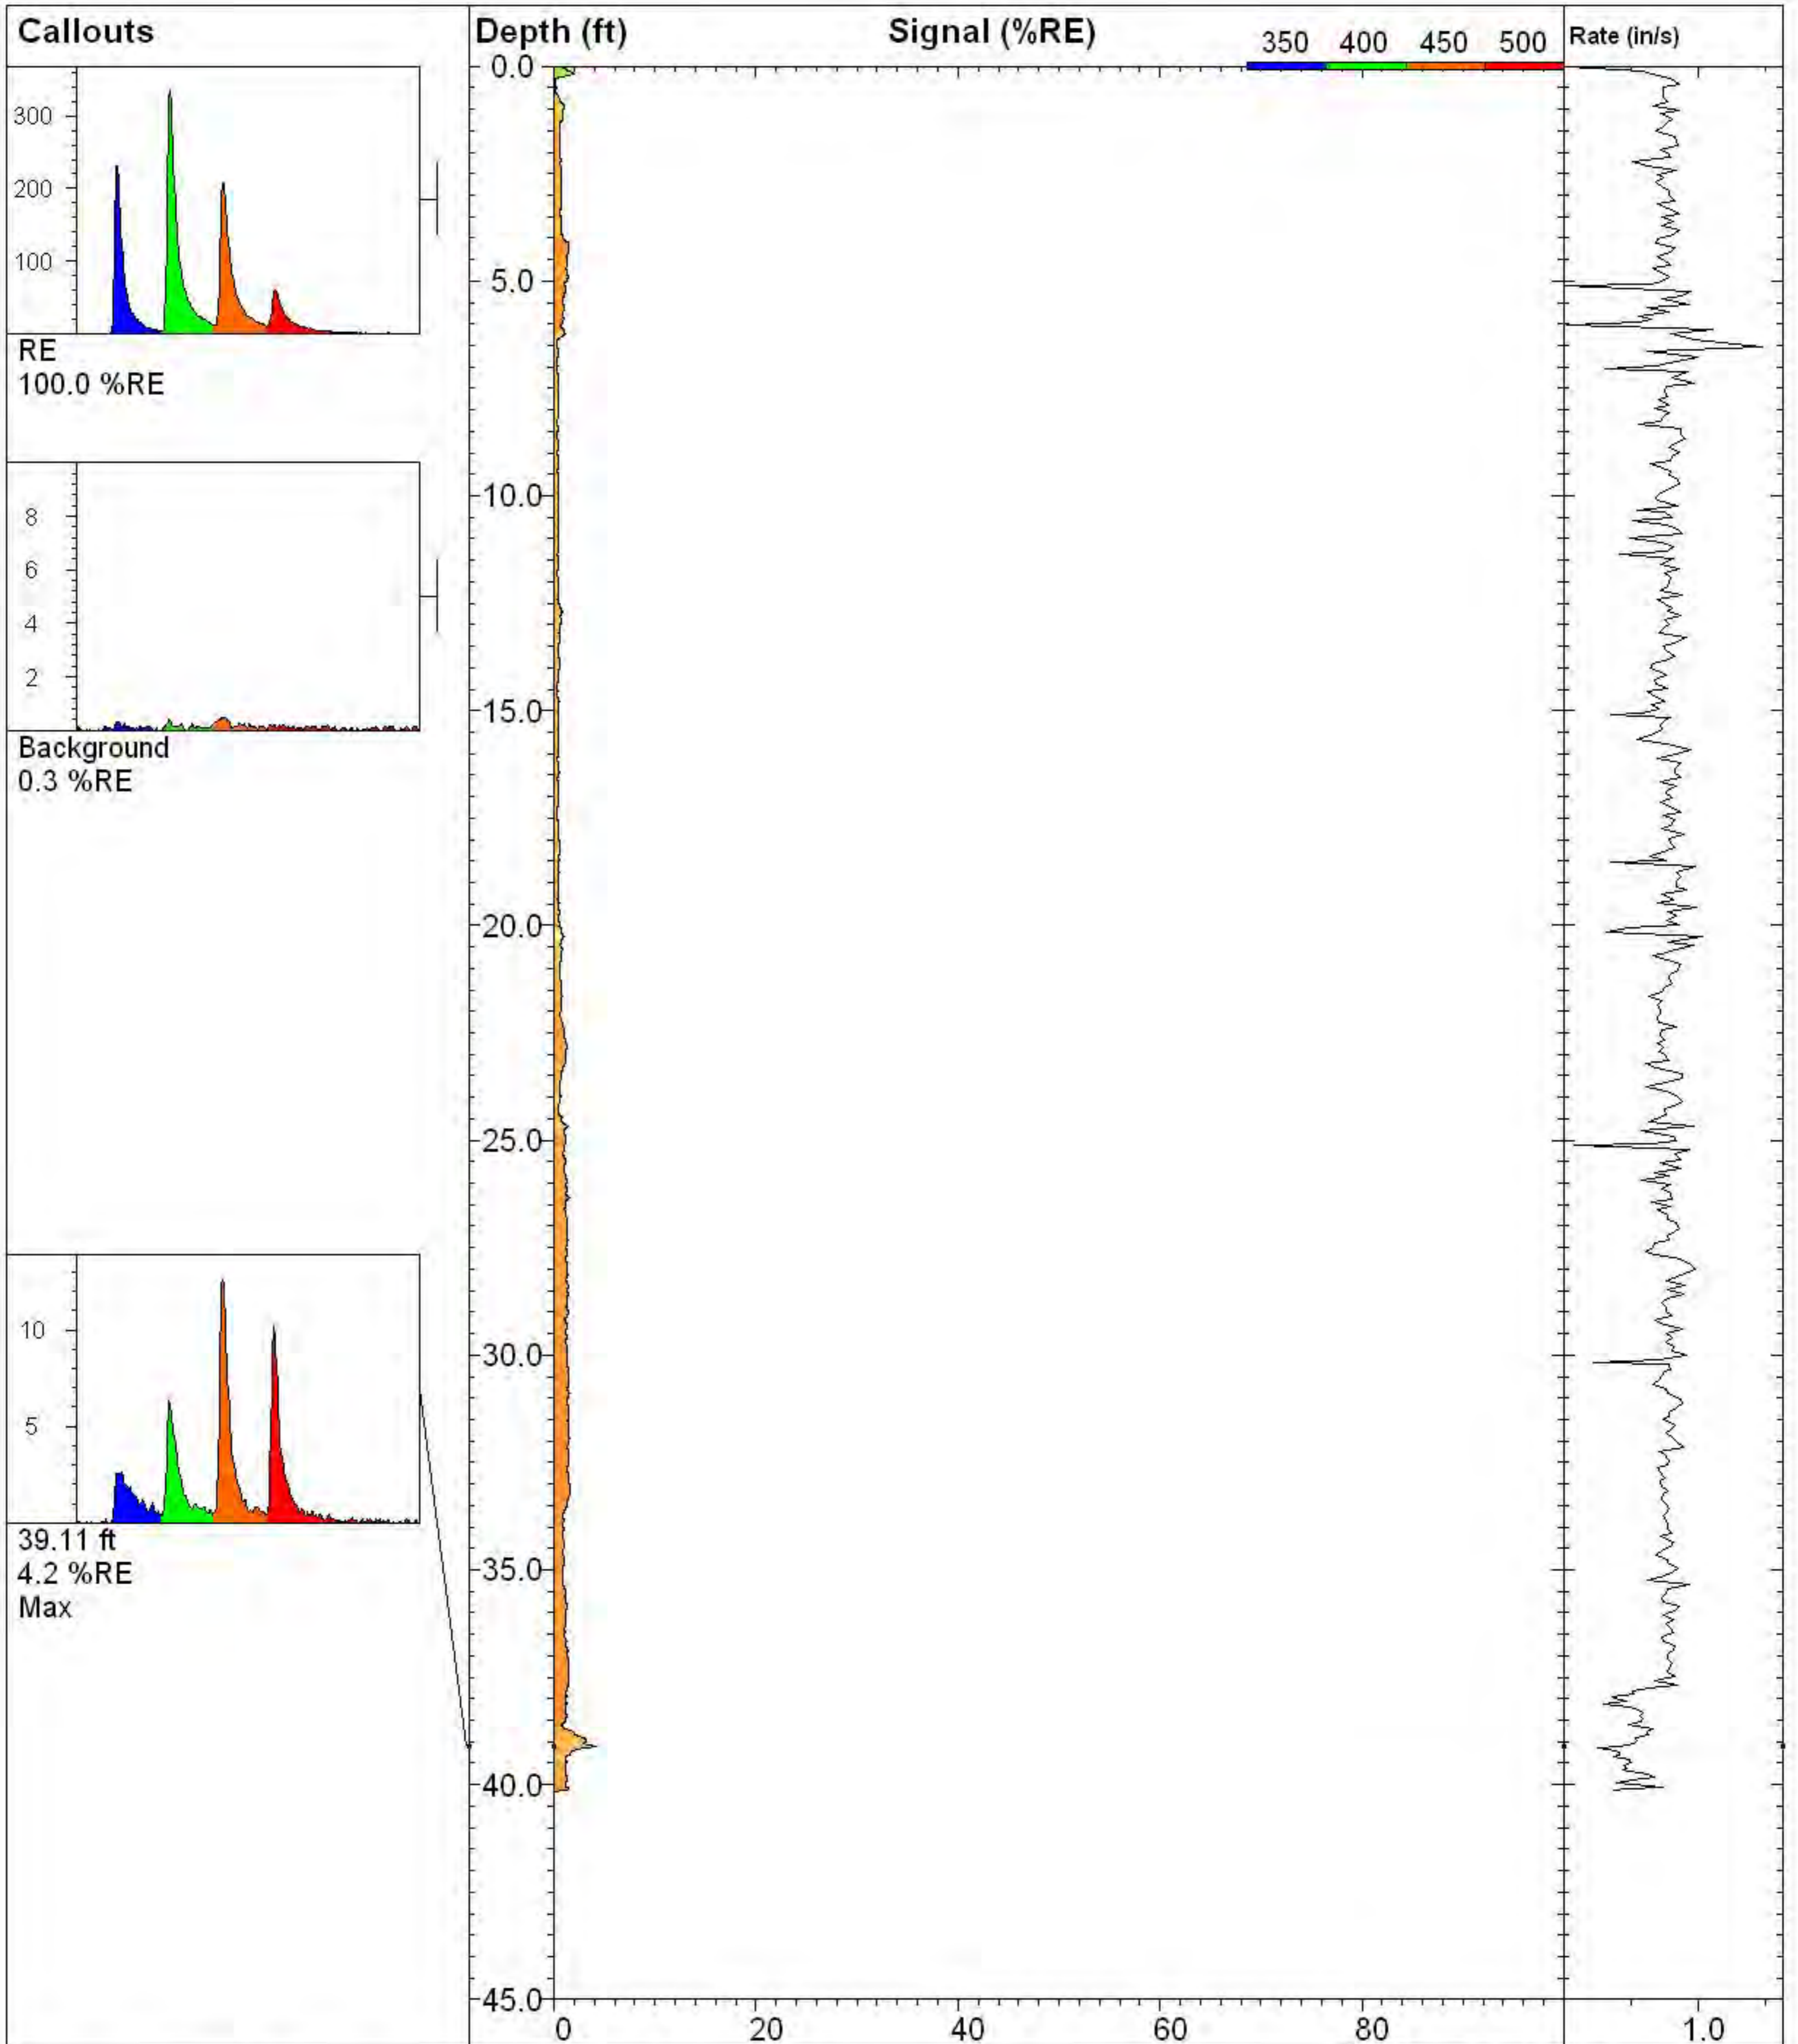 Callouts
Depth (ft)
Signal (%RE)
350 400 450 500
Rate (in/s)
300
200
100
RE
100.0 %RE
8
6
4
2
Background
0.3 %RE
10
5
39.11 ft
4.2 %RE
Max
0.0
5.0
10.0
15.0
20.0
25.0
30.0
35.0
40.0
45.0
0 20 40 60 80
1.0